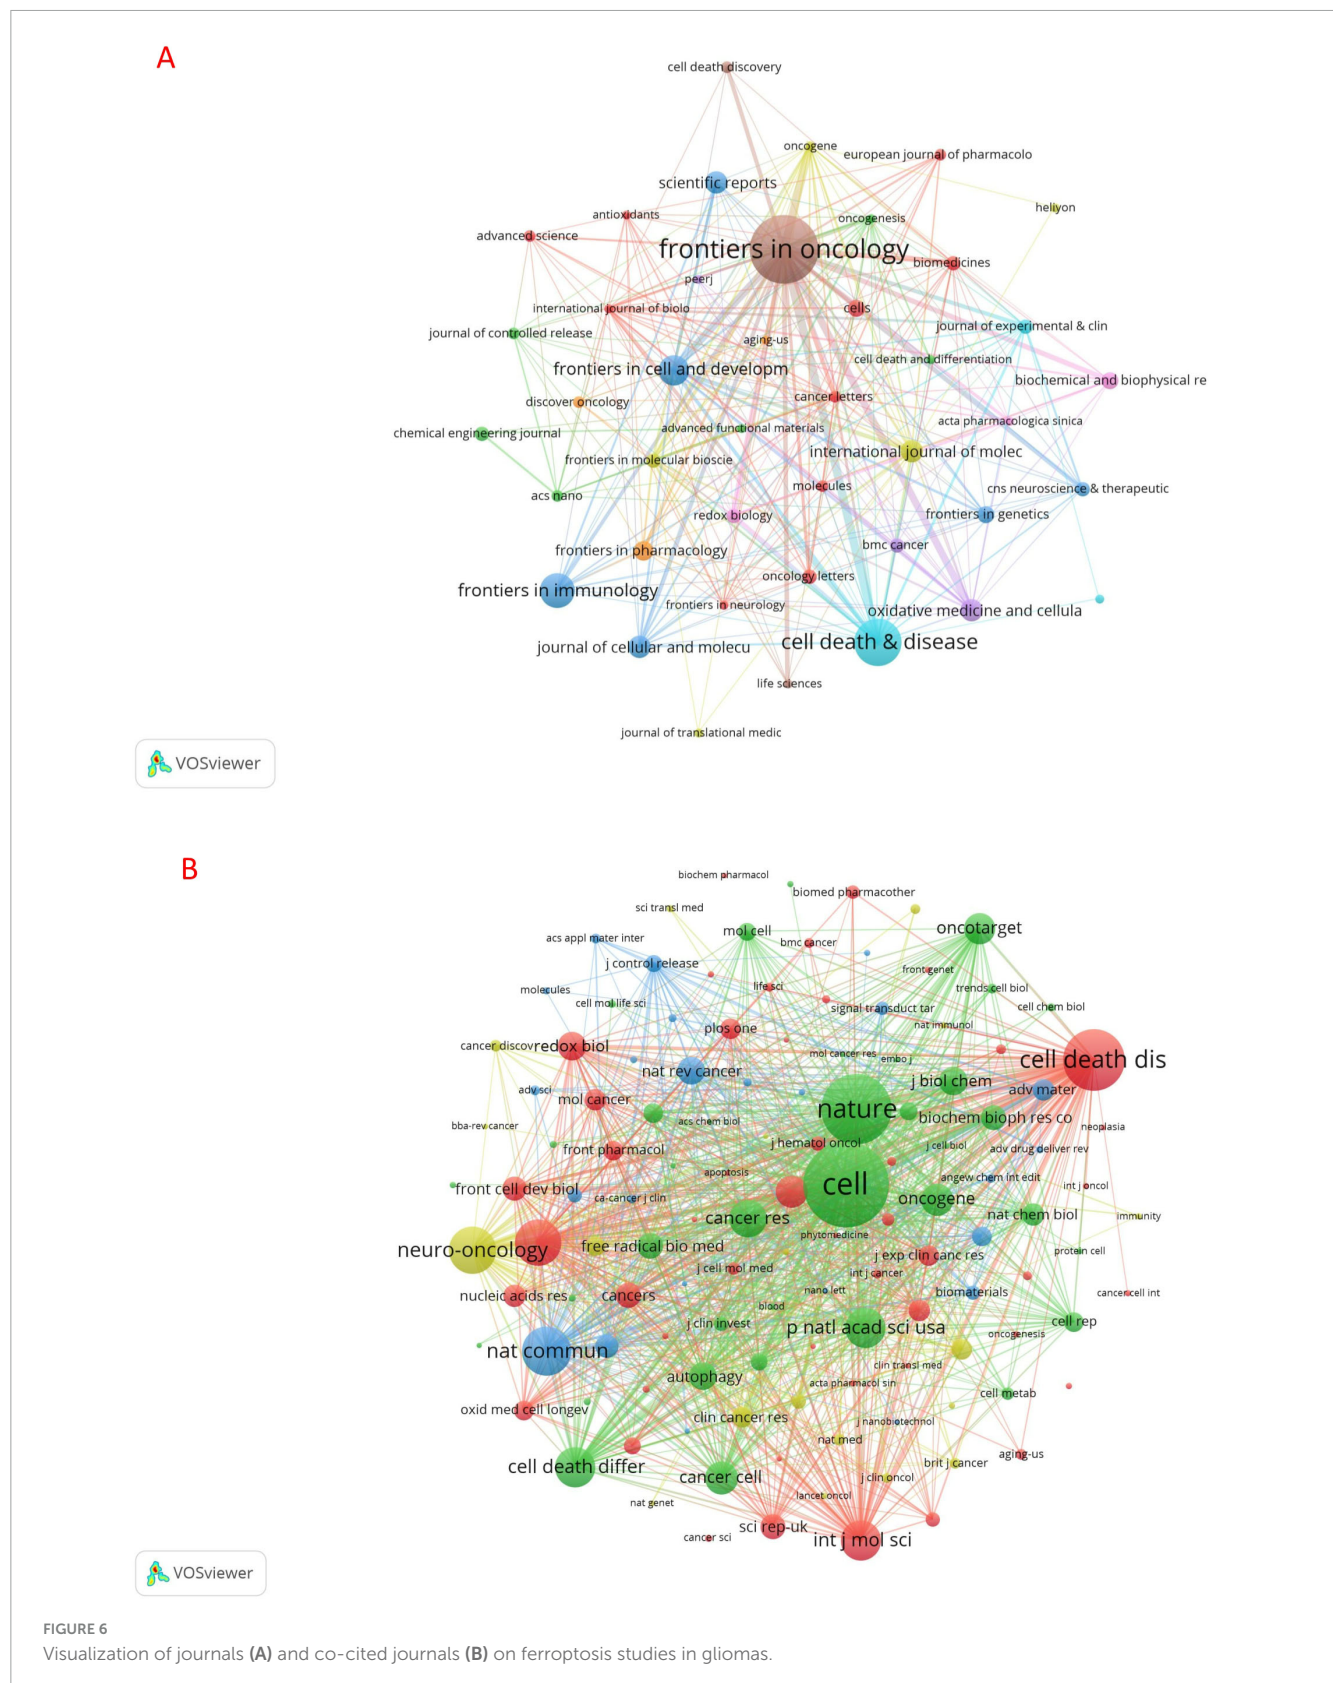 A
cell death discovery
oncogene
european journal of pharmacolo
scientific reports
heliyon
antioxidants
oncogenesis
advanced science
frontiers in oncology
biomedicines
peerj
international journal of biolo
cells
journal of controlled release
journal of experimental & clin
aging-us
cell death and differentiation
frontiers in cell and developm
biochemical and biophysical re
discover oncology
cancer letters
acta pharmacologica sinica
chemical engineering journal
advanced functional materials
international journal of molec
frontiers in molecular bioscie
molecules
cns neuroscience & therapeutic
acs nano
redox biology
frontiers in genetics
frontiers in pharmacology
bmc cancer
frontiers in immunology
oncology letters
frontiers in neurology
oxidative medicine and cellula
journal of cellular and molecu
cell death & disease
life sciences
journal of translational medic
VOSviewer
B
biochem pharmacol
biomed pharmacother
sci transl med
mol cell
oncotarget
acs appl mater inter
bmc cancer
j control release
front genet
molecules
life sci
trends cell biol
cell mol life sci
signal transduct tar
cell chem biol
plos one
nat immunol
cancer discov
redox biol
mol cancer res
embo j
cell death dis
nat rev cancer
j biol chem
adv sci
adv mater
mol cancer
nature
acs chem biol
biochem bioph res co
bba-rev cancer
neoplasia
front pharmacol
j hematol oncol
j cell biol
adv drug deliver rev
apoptosis
angew chem int edit
front cell dev biol
ca-cancer j clin
cell
oncogene
int j oncol
cancer res
nat chem biol
immunity
phytomedicine
neuro-oncology
free radical bio med
protein cell
j cell mol med
j exp clin canc res
int j cancer
nucleic acids res
cancers
nano lett
biomaterials
cancer cell int
blood
j clin invest
p natl acad sci usa
cell rep
oncogenesis
nat commun
autophagy
clin transl med
acta pharmacol sin
cell metab
oxid med cell longev
clin cancer res
j nanobiotechnol
nat med
aging-us
cell death differ
cancer cell
brit j cancer
j clin oncol
nat genet
lancet oncol
cancer sci
sci rep-uk
int j mol sci
VOSviewer
FIGURE 6
Visualization of journals (A) and co-cited journals (B) on ferroptosis studies in gliomas.